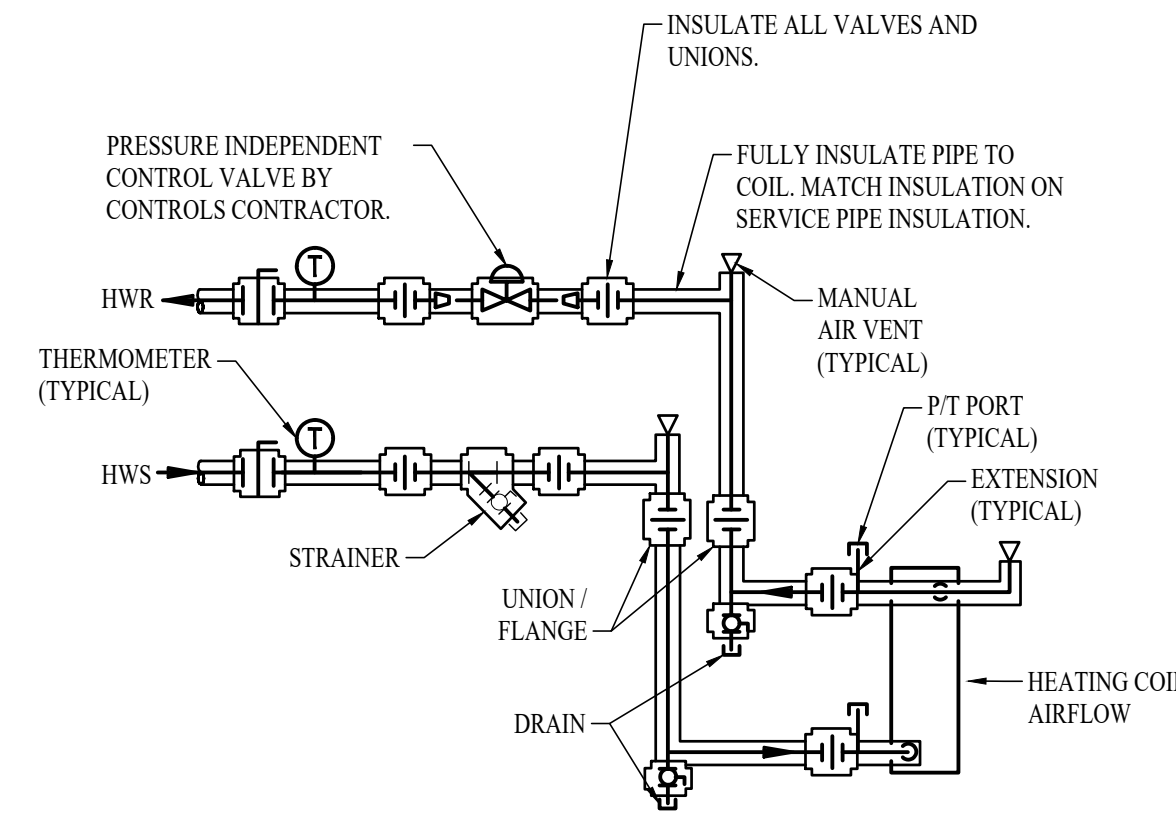 INSULATE ALL VALVES AND
UNIONS.
PRESSURE INDEPENDENT
CONTROL VALVE BY
CONTROLS CONTRACTOR.
FULLY INSULATE PIPE TO
COIL. MATCH INSULATION ON
SERVICE PIPE INSULATION.
T
HWR
MANUAL
AIR VENT
(TYPICAL)
THERMOMETER
(TYPICAL)
P/T PORT
(TYPICAL)
T
HWS
EXTENSION
(TYPICAL)
STRAINER
UNION /
FLANGE
HEATING COIL
AIRFLOW
DRAIN